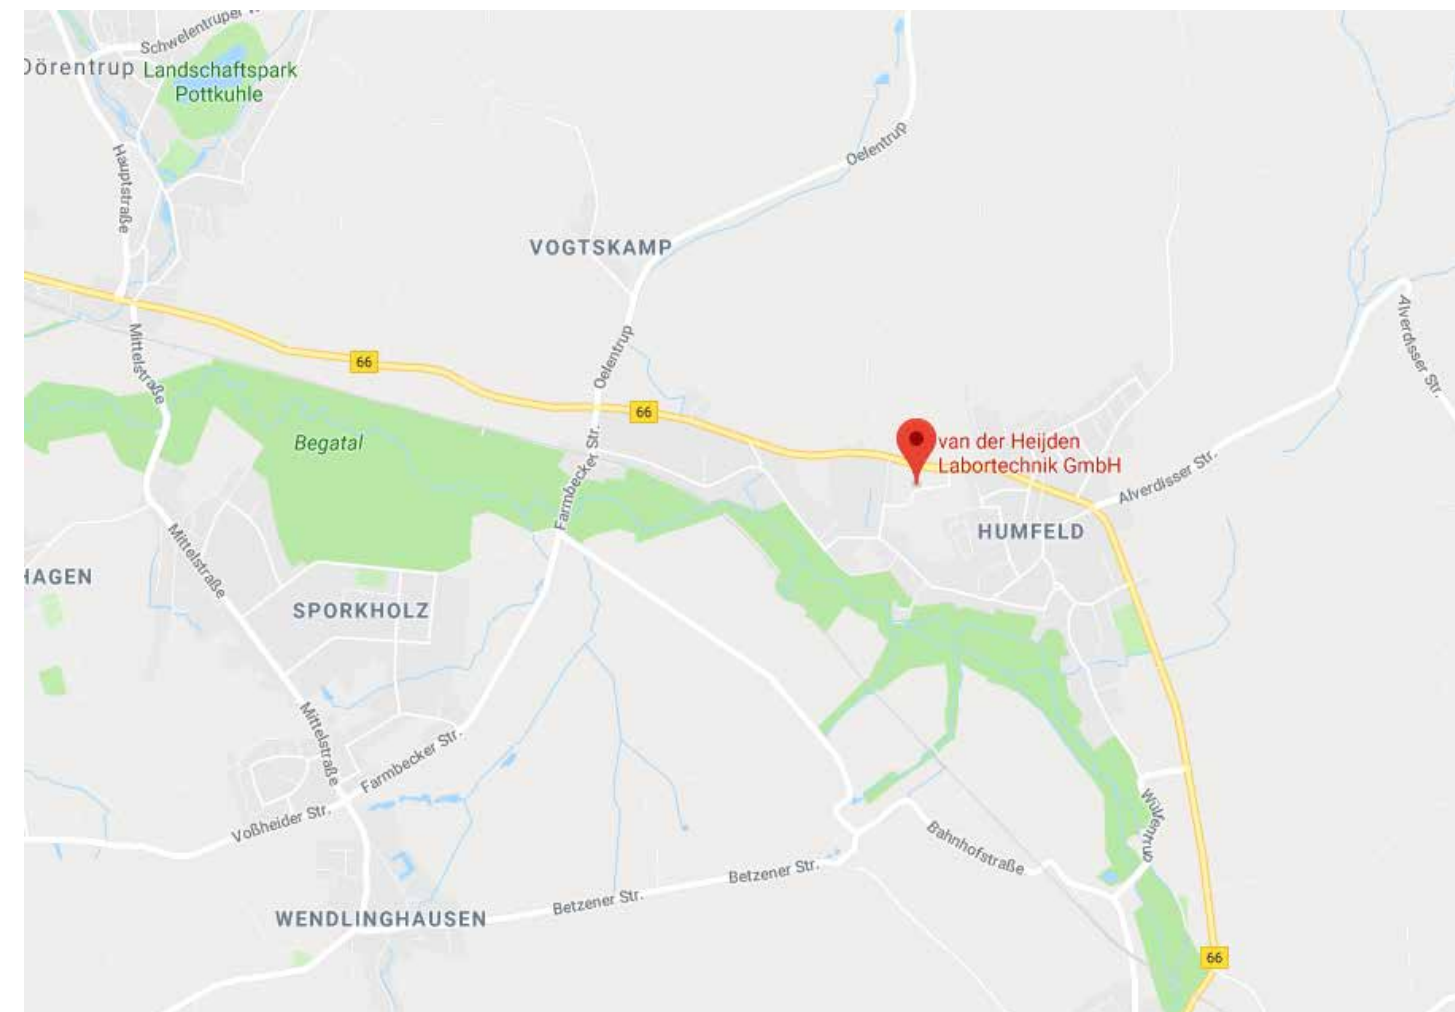 Schwelentruper
Dörentrup
Landschaftspark
Pottkuhle
Hauptstraße
Oelentrup
VOGTSKAMP
Mittelstraße
Oelentrup
66
66
Begatal
Farmbecker Str.
van der Heijden
Labortechnik GmbH
Alverdisser Str.
Alverdisser Str.
HUMFELD
Mittelstraße
HAGEN
SPORKHOLZ
Mittelstraße
Farmbecker Str.
Voßheider Str.
Wülfentrup
Bahnhofstraße
Betzener Str.
Betzener Str.
WENDLINGHAUSEN
66